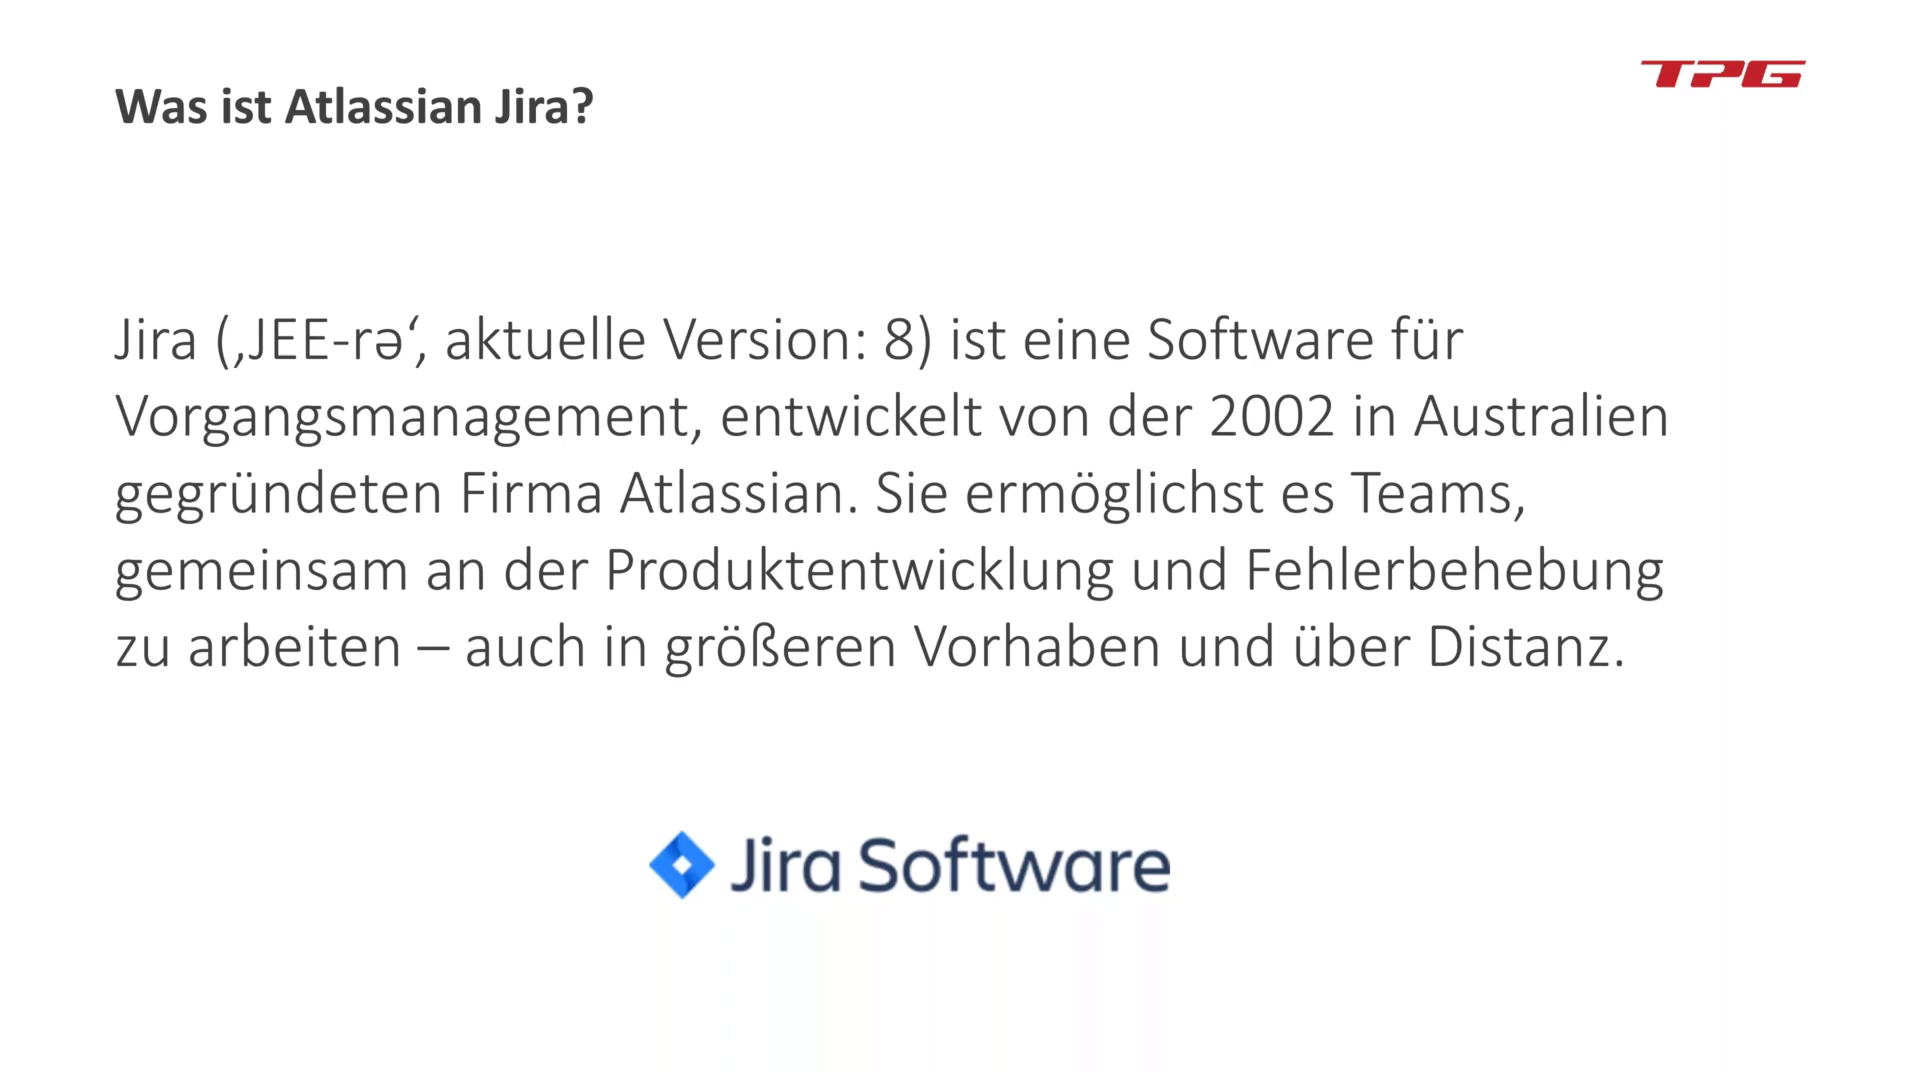 TPG
Was ist Atlassian Jira?
Jira (‚JEE-rə‘, aktuelle Version: 8) ist eine Software für
Vorgangsmanagement, entwickelt von der 2002 in Australien
gegründeten Firma Atlassian. Sie ermöglichst es Teams,
gemeinsam an der Produktentwicklung und Fehlerbehebung
zu arbeiten – auch in größeren Vorhaben und über Distanz.
Jira Software